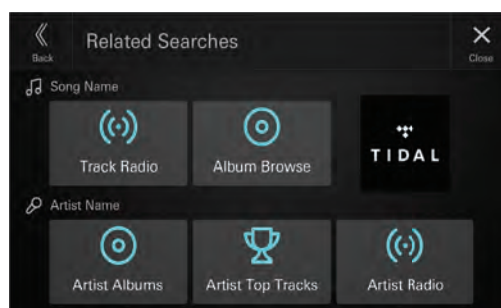 Related Searches
Back
Close
Song Name
Track Radio
Album Browse
TIDAL
Artist Name
Artist Albums
Artist Top Tracks
Artist Radio